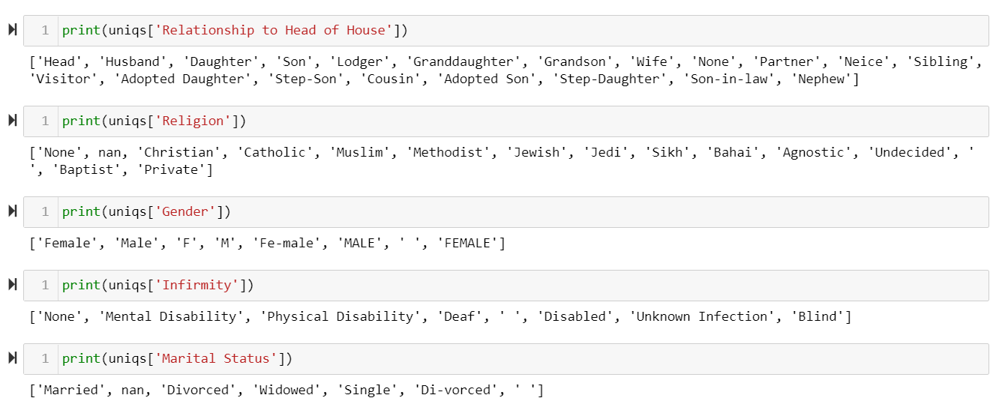 1 print(uniqs['Relationship to Head of House'])
['Head', 'Husband', 'Daughter', 'Son', 'Lodger', 'Granddaughter', 'Grandson', 'Wife', 'None', 'Partner', 'Neice', 'Sibling',
'Visitor', 'Adopted Daughter', 'Step-Son', 'Cousin', 'Adopted Son', 'Step-Daughter', 'Son-in-law', 'Nephew']
1 print(uniqs['Religion'])
['None', nan, 'Christian', 'Catholic', 'Muslim', 'Methodist', 'Jewish', 'Jedi', 'Sikh', 'Bahai', 'Agnostic', 'Undecided', '
', 'Baptist', 'Private']
1 print(uniqs['Gender'])
['Female', 'Male', 'F', 'M', 'Fe-male', 'MALE', ' ', 'FEMALE']
1 print(uniqs['Infirmity'])
['None', 'Mental Disability', 'Physical Disability', 'Deaf', ' ', 'Disabled', 'Unknown Infection', 'Blind']
1 print(uniqs['Marital Status'])
['Married', nan, 'Divorced', 'Widowed', 'Single', 'Di-vorced', ' ']